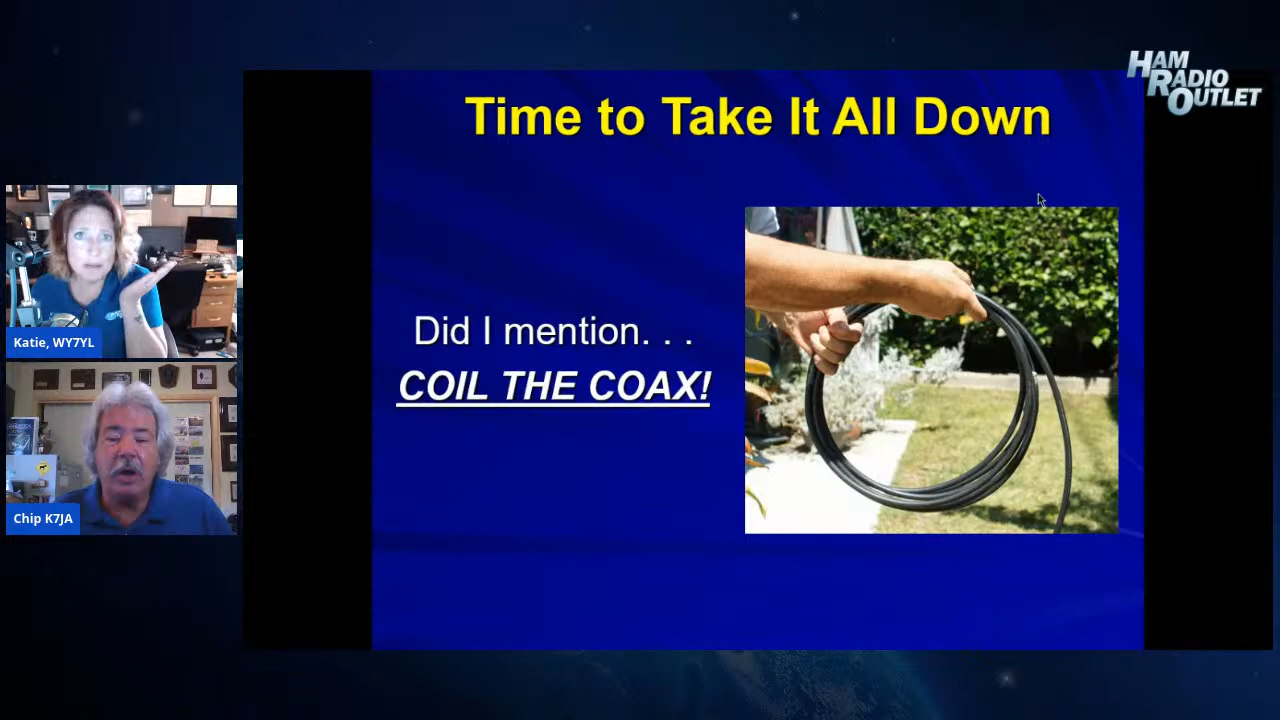 HAM
RADIO
OUTLET
Time to Take It All Down
Did I mention. . .
COIL THE COAX!
Katie, WY7YL
Chip K7JA